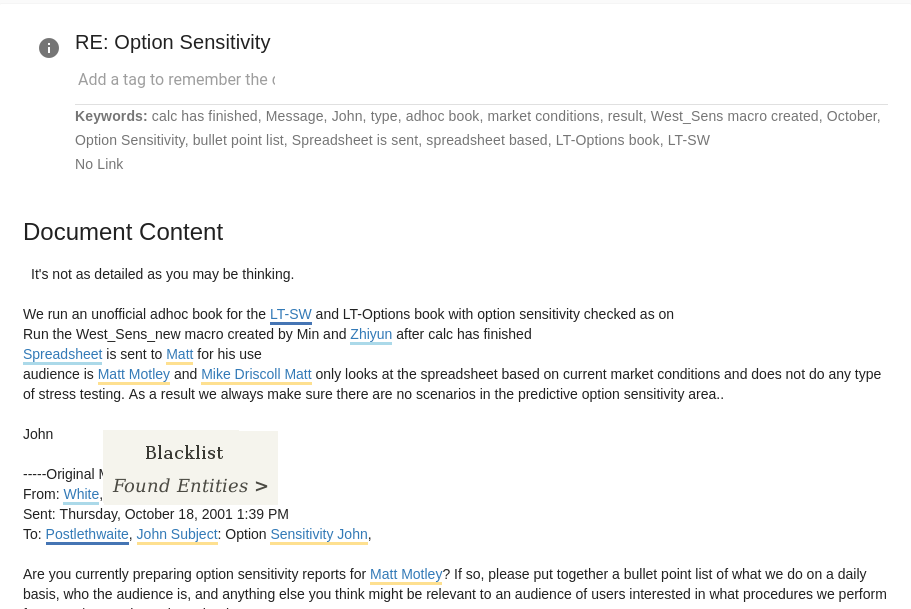 RE: Option Sensitivity
Add a tag to remember the
Keywords: calc has finished, Message, John, type, adhoc book, market conditions, result, West_Sens macro created, October,
Option Sensitivity, bullet point list, Spreadsheet is sent, spreadsheet based, LT-Options book, LT-SW
No Link
Document Content
It's not as detailed as you may be thinking.
We run an unofficial adhoc book for the LT-SW and LT-Options book with option sensitivity checked as on
Run the West_Sens_new macro created by Min and Zhiyun after calc has finished
Spreadsheet is sent to Matt for his use
audience is Matt Motley and Mike Driscoll Matt only looks at the spreadsheet based on current market conditions and does not do any type
of stress testing. As a result we always make sure there are no scenarios in the predictive option sensitivity area..
John
Blacklist
-----Original
Found Entities >
From: White,
Sent: Thursday, October 18, 2001 1:39 PM
To: Postlethwaite, John Subject: Option Sensitivity John,
Are you currently preparing option sensitivity reports for Matt Motley? If so, please put together a bullet point list of what we do on a daily
basis, who the audience is, and anything else you think might be relevant to an audience of users interested in what procedures we perform